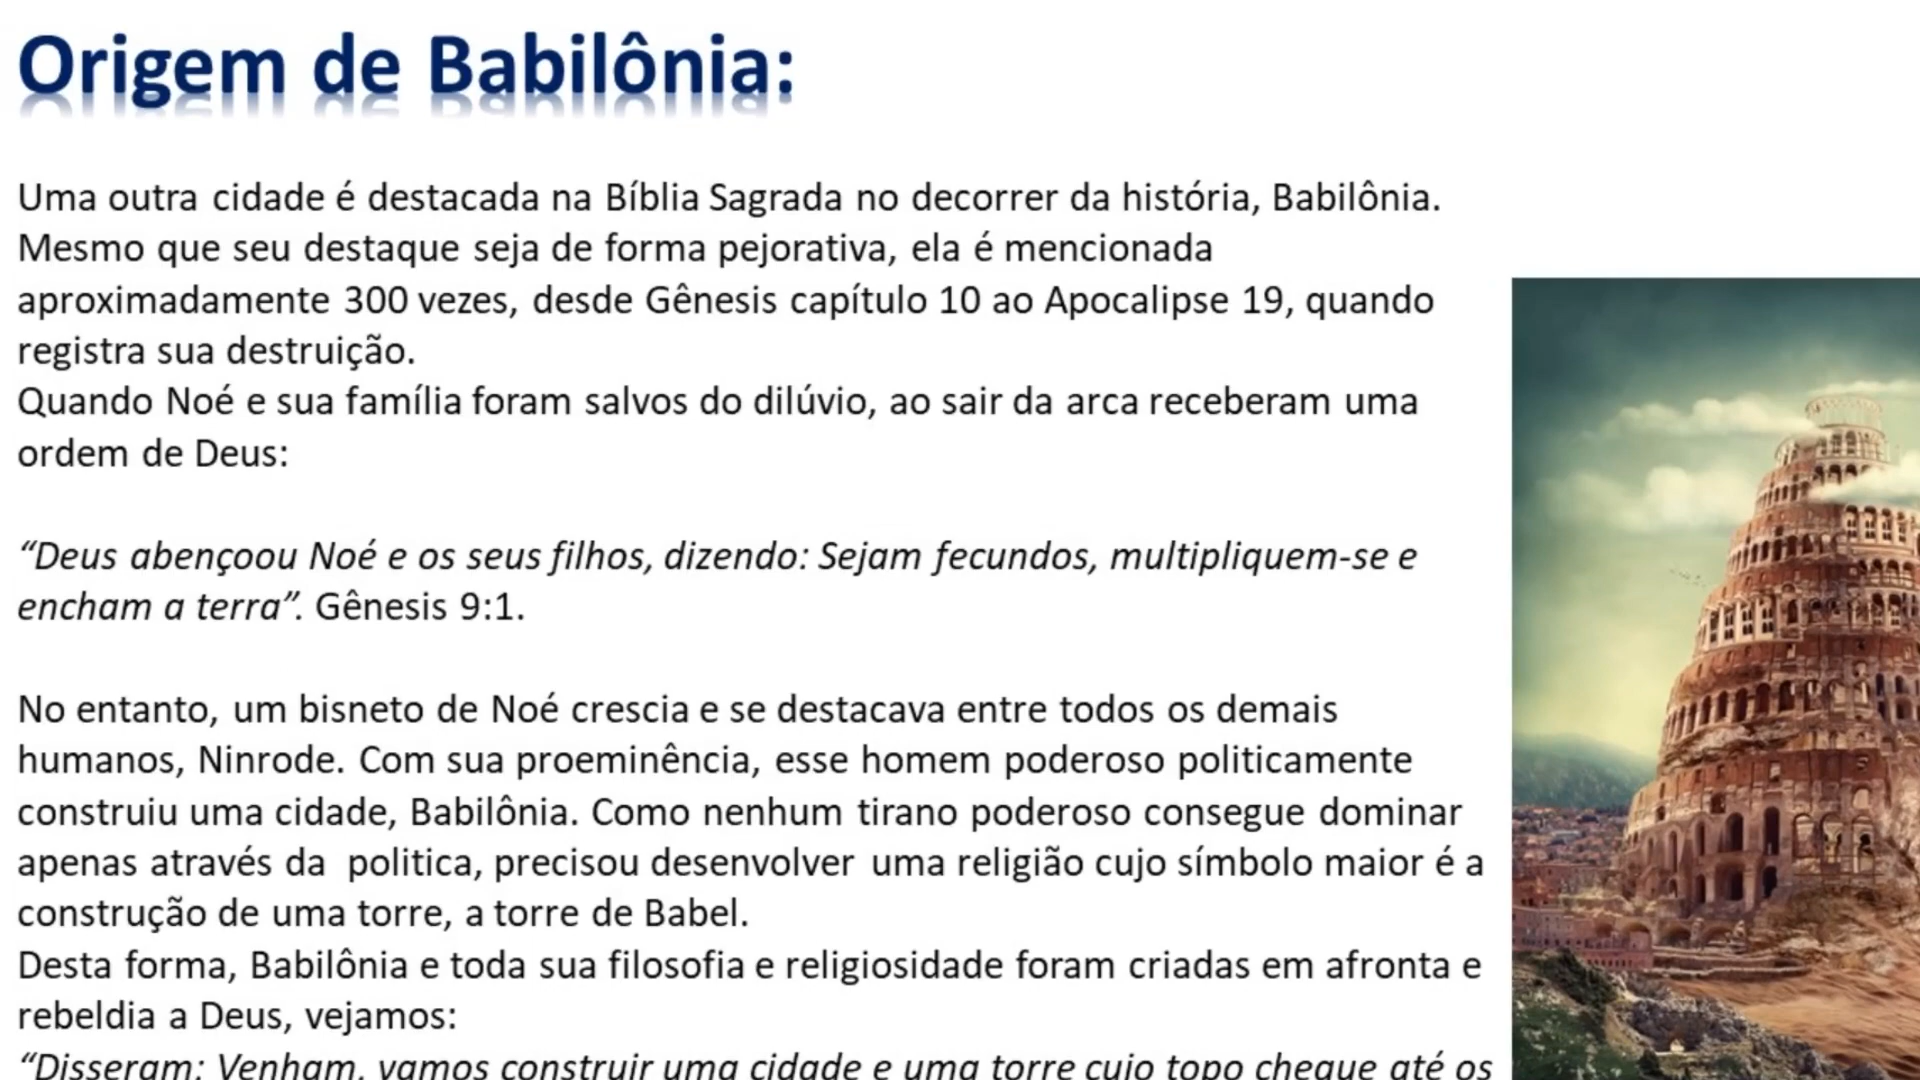 Origem de Babilônia:
Uma outra cidade é destacada na Bíblia Sagrada no decorrer da história, Babilônia.
Mesmo que seu destaque seja de forma pejorativa, ela é mencionada
aproximadamente 300 vezes, desde Gênesis capítulo 10 ao Apocalipse 19, quando
registra sua destruição.
Quando Noé e sua família foram salvos do dilúvio, ao sair da arca receberam uma
ordem de Deus:
“Deus abençoou Noé e os seus filhos, dizendo: Sejam fecundos, multipliquem-se e
encham a terra”. Gênesis 9:1.
No entanto, um bisneto de Noé crescia e se destacava entre todos os demais
humanos, Ninrode. Com sua proeminência, esse homem poderoso politicamente
construiu uma cidade, Babilônia. Como nenhum tirano poderoso consegue dominar
apenas através da politica, precisou desenvolver uma religião cujo símbolo maior é a
construção de uma torre, a torre de Babel.
Desta forma, Babilônia e toda sua filosofia e religiosidade foram criadas em afronta e
rebeldia a Deus, vejamos:
“Disseram: Venham, vamos construir uma cidade e uma torre cujo topo chegue até os